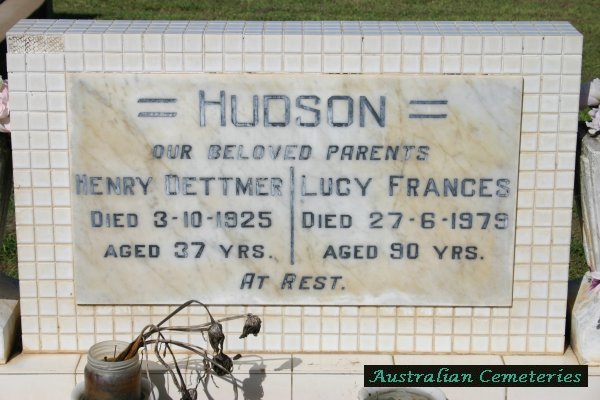 = HUDSON =
OUR BELOVED PARENTS
HENRY DETTMER | LUCY FRANCES
DIED 3-10-1925 | DIED 27-6-1979
AGED 37 YRS. | AGED 90 YRS.
AT REST.
Australian Cemeteries